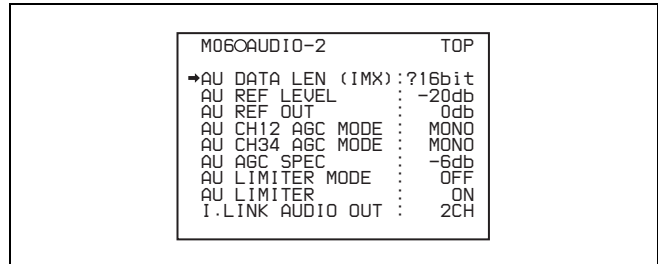 M06OAUDIO-2 TOP
➡AU DATA LEN (IMX):?16bit
AU REF LEVEL : -20db
AU REF OUT : 0db
AU CH12 AGC MODE : MONO
AU CH34 AGC MODE : MONO
AU AGC SPEC : -6db
AU LIMITER MODE : OFF
AU LIMITER : ON
I.LINK AUDIO OUT : 2CH